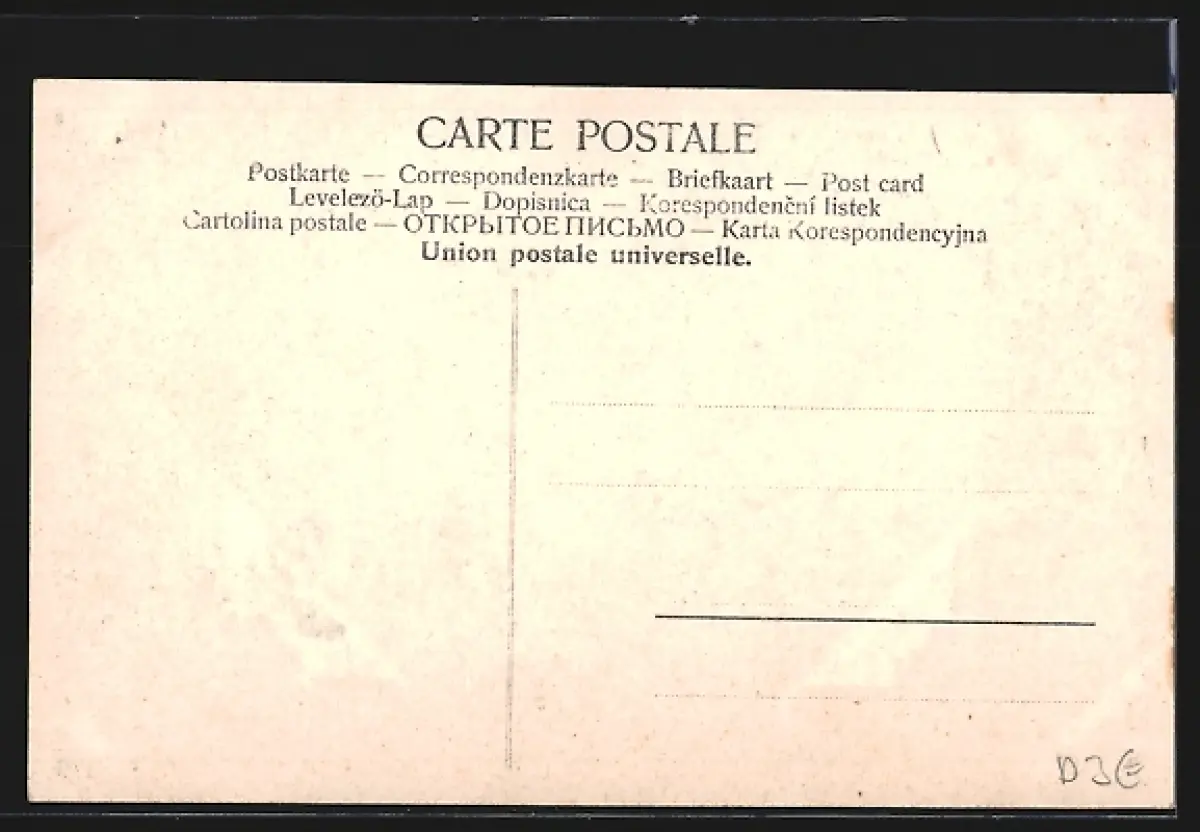 CARTE POSTALE
Postkarte — Correspondenzkarte — Briefkaart — Post card
Levelező-Lap — Dopisnica — Korespondenční listek
Cartolina postale — ОТКРЫТОЕ ПИСЬМО — Karta Korespondencyjna
Union postale universelle.